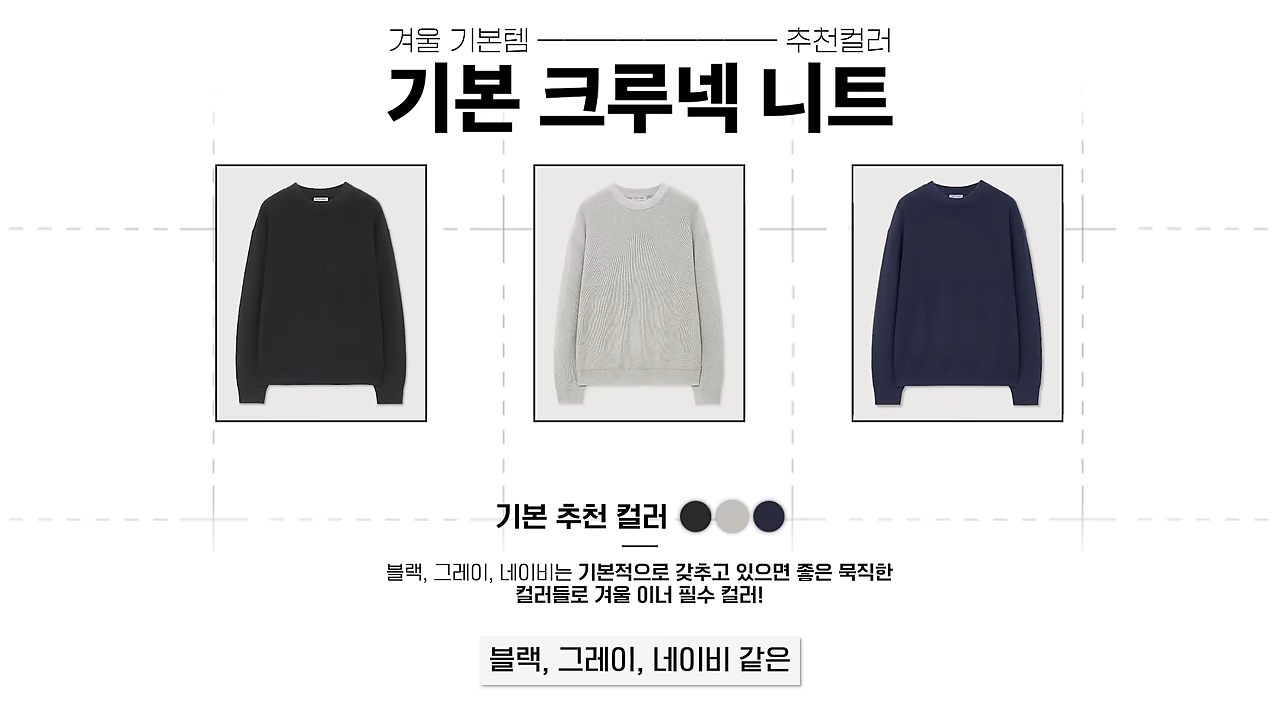 겨울 기본템 추천컬러
기본 크루넥 니트
기본 추천 컬러
블랙, 그레이, 네이비는 기본적으로 갖추고 있으면 좋은 묵직한
컬러들로 겨울 이너 필수 컬러!
블랙, 그레이, 네이비 같은